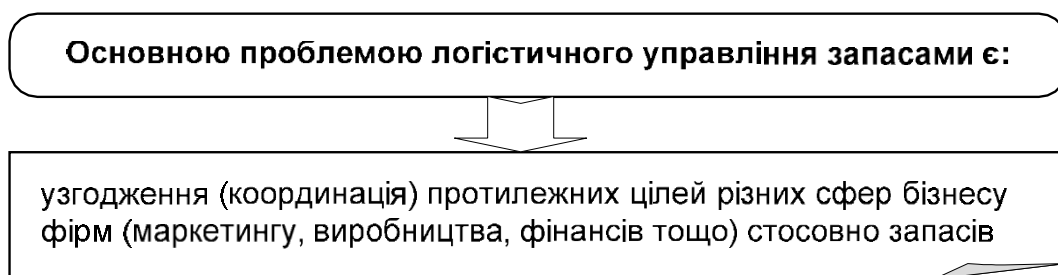 Основною проблемою логістичного управління запасами є:
узгодження (координація) протилежних цілей різних сфер бізнесу
фірм (маркетингу, виробництва, фінансів тощо) стосовно запасів